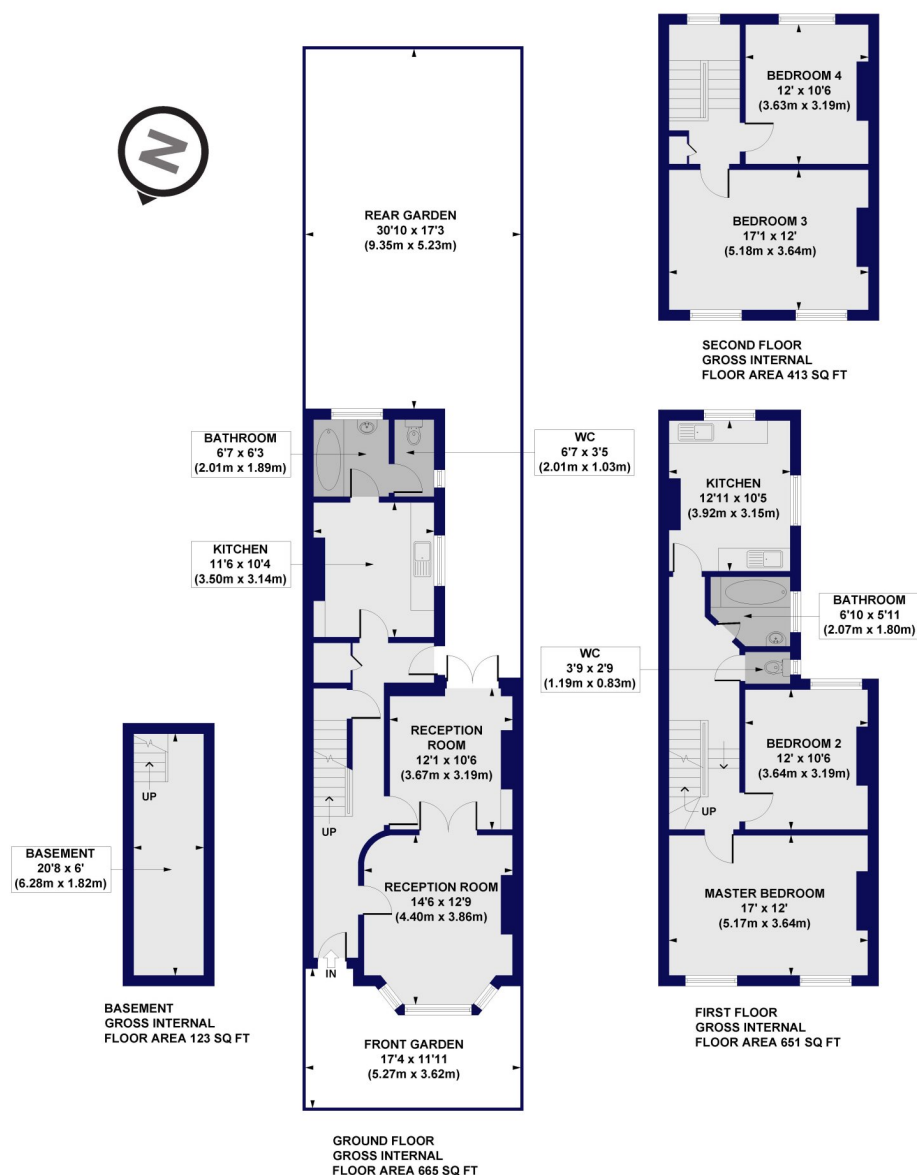 BEDROOM 4
12' x 10'6
(3.63m x 3.19m)
BEDROOM 3
17'1 x 12'
(5.18m x 3.64m)
SECOND FLOOR
GROSS INTERNAL
FLOOR AREA 413 SQ FT
N
REAR GARDEN
30'10 x 17'3
(9.35m x 5.23m)
BATHROOM
6'7 x 6'3
(2.01m x 1.89m)
WC
6'7 x 3'5
(2.01m x 1.03m)
KITCHEN
11'6 x 10'4
(3.50m x 3.14m)
RECEPTION
ROOM
12'1 x 10'6
(3.67m x 3.19m)
UP
RECEPTION ROOM
14'6 x 12'9
(4.40m x 3.86m)
IN
FRONT GARDEN
17'4 x 11'11
(5.27m x 3.62m)
GROUND FLOOR
GROSS INTERNAL
FLOOR AREA 665 SQ FT
UP
BASEMENT
20'8 x 6'
(6.28m x 1.82m)
BASEMENT
GROSS INTERNAL
FLOOR AREA 123 SQ FT
KITCHEN
12'11 x 10'5
(3.92m x 3.15m)
BATHROOM
6'10 x 5'11
(2.07m x 1.80m)
WC
3'9 x 2'9
(1.19m x 0.83m)
BEDROOM 2
12' x 10'6
(3.64m x 3.19m)
UP
MASTER BEDROOM
17' x 12'
(5.17m x 3.64m)
FIRST FLOOR
GROSS INTERNAL
FLOOR AREA 651 SQ FT